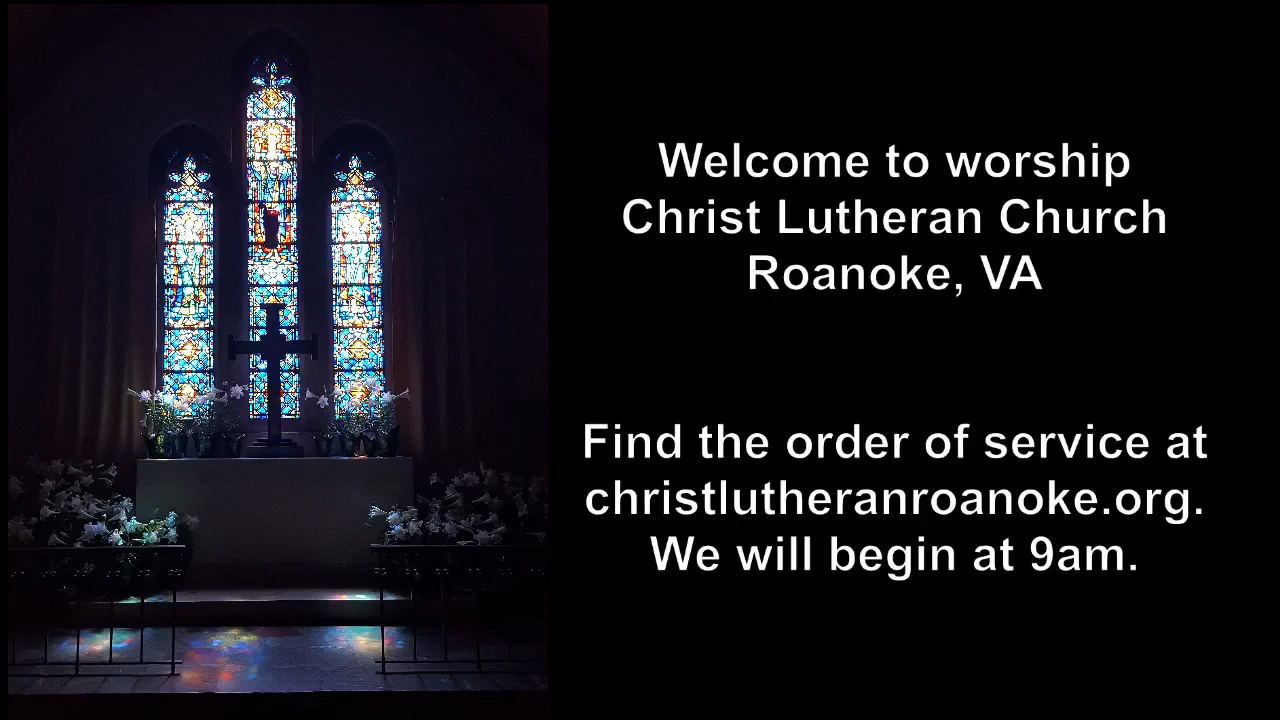 Welcome to worship
Christ Lutheran Church
Roanoke, VA
Find the order of service at
christlutheranroanoke.org.
We will begin at 9am.